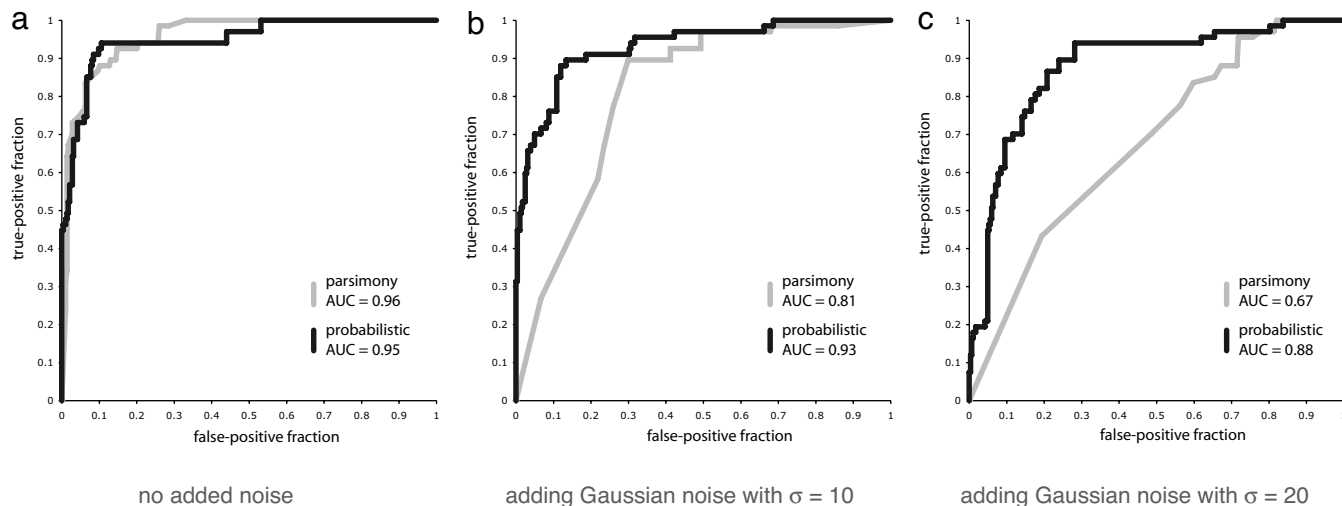 a
true-positive fraction
1
0.9
0.8
0.7
0.6
0.5
0.4
0.3
0.2
0.1
0
parsimony
AUC = 0.96
probabilistic
AUC = 0.95
0 0.1 0.2 0.3 0.4 0.5 0.6 0.7 0.8 0.9 1
false-positive fraction
no added noise
b
true-positive fraction
1
0.9
0.8
0.7
0.6
0.5
0.4
0.3
0.2
0.1
0
parsimony
AUC = 0.81
probabilistic
AUC = 0.93
0 0.1 0.2 0.3 0.4 0.5 0.6 0.7 0.8 0.9 1
false-positive fraction
adding Gaussian noise with σ = 10
c
true-positive fraction
1
0.9
0.8
0.7
0.6
0.5
0.4
0.3
0.2
0.1
0
parsimony
AUC = 0.67
probabilistic
AUC = 0.88
0 0.1 0.2 0.3 0.4 0.5 0.6 0.7 0.8 0.9
false-positive fraction
adding Gaussian noise with σ = 20